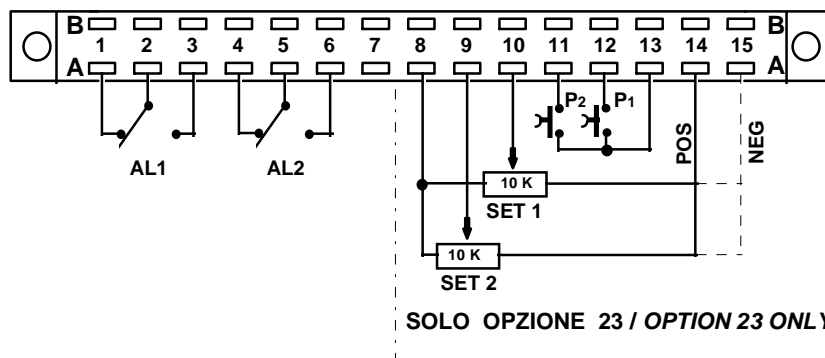 B 1 2 3 4 5 6 7 8 9 10 11 12 13 14 15 B
A A
P2 P1
POS NEG
AL1 AL2
10 K
SET 1
10 K
SET 2
SOLO OPZIONE 23 / OPTION 23 ONLY